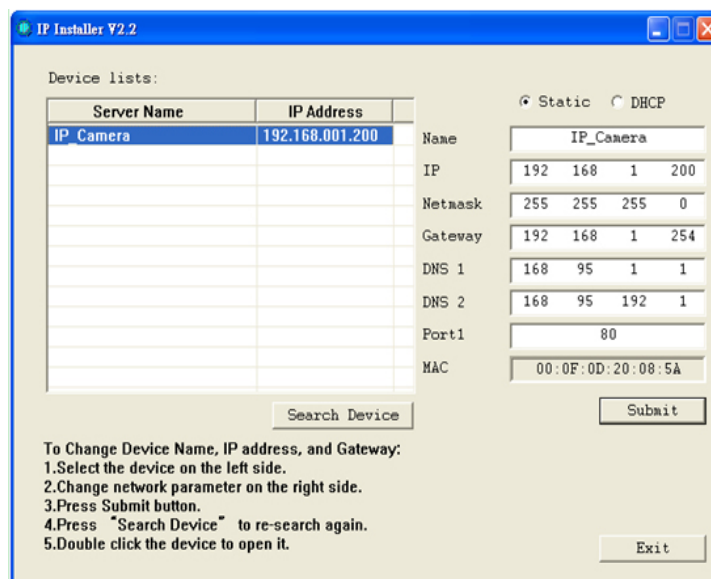 IP Installer V2.2
Device lists:
Static DHCP
Server Name IP Address
IP_Camera 192.168.001.200
Name IP_Camera
IP 192 168 1 200
Netmask 255 255 255 0
Gateway 192 168 1 254
DNS 1 168 95 1 1
DNS 2 168 95 192 1
Port1 80
MAC 00:0F:0D:20:08:5A
Search Device
Submit
To Change Device Name, IP address, and Gateway:
1.Select the device on the left side.
2.Change network parameter on the right side.
3.Press Submit button.
4.Press “Search Device” to re-search again.
5.Double click the device to open it.
Exit